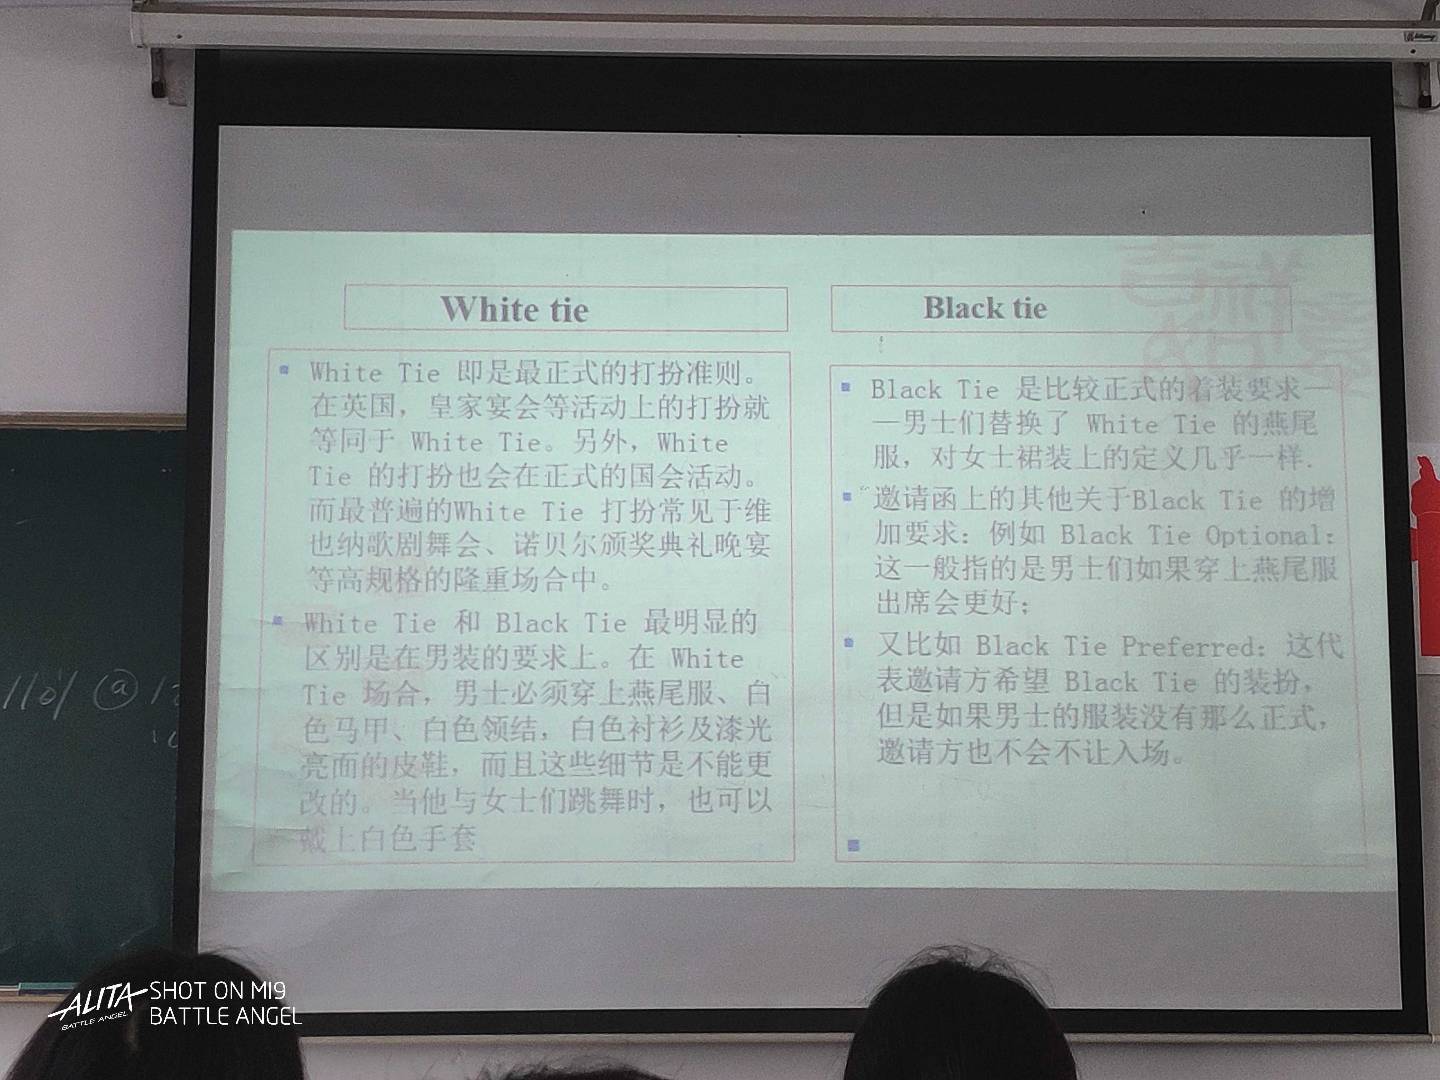 White tie
White Tie 即是最正式的打扮准则。
在英国，皇家宴会等活动上的打扮就
等同于 White Tie。另外，White
Tie 的打扮也会在正式的国会活动。
而最普遍的White Tie 打扮常见于维
也纳歌剧舞会、诺贝尔颁奖典礼晚宴
等高规格的隆重场合中。
White Tie 和 Black Tie 最明显的
区别是在男装的要求上。在 White
Tie 场合，男士必须穿上燕尾服、白
色马甲、白色领结，白色衬衫及漆光
亮面的皮鞋，而且这些细节是不能更
改的。当他与女士们跳舞时，也可以
戴上白色手套
Black tie
Black Tie 是比较正式的着装要求—
—男士们替换了 White Tie 的燕尾
服，对女士裙装上的定义几乎一样.
邀请函上的其他关于Black Tie 的增
加要求：例如 Black Tie Optional：
这一般指的是男士们如果穿上燕尾服
出席会更好；
又比如 Black Tie Preferred：这代
表邀请方希望 Black Tie 的装扮，
但是如果男士的服装没有那么正式，
邀请方也不会不让入场。
吉祥
ALITA
BATTLE ANGEL
SHOT ON MI9
BATTLE ANGEL